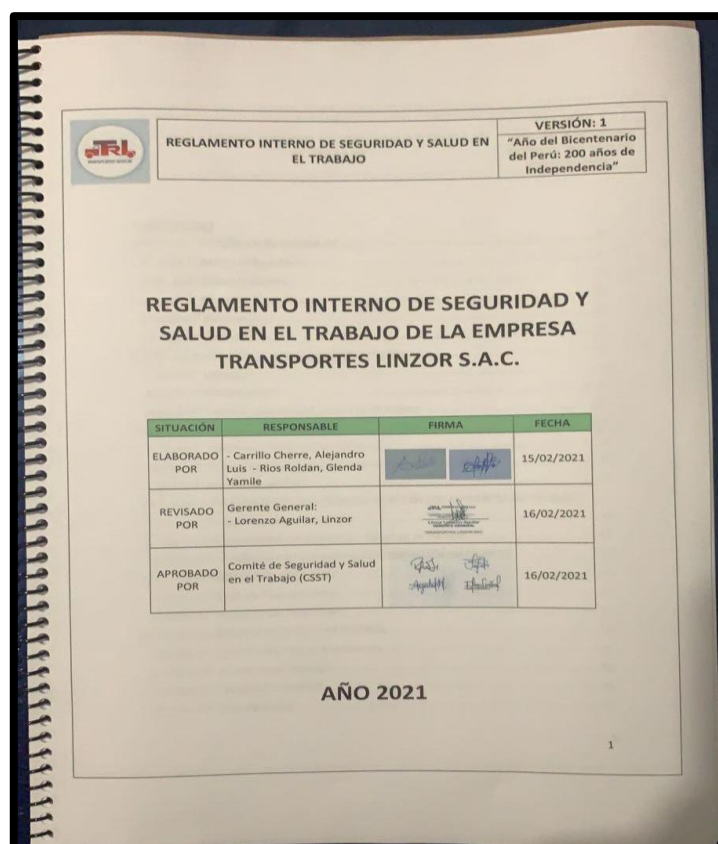 TRL
REGLAMENTO INTERNO DE SEGURIDAD Y SALUD EN
EL TRABAJO
VERSIÓN: 1
"Año del Bicentenario
del Perú: 200 años de
Independencia"
REGLAMENTO INTERNO DE SEGURIDAD Y
SALUD EN EL TRABAJO DE LA EMPRESA
TRANSPORTES LINZOR S.A.C.
SITUACIÓN RESPONSABLE FIRMA FECHA
ELABORADO
POR
- Carrillo Cherre, Alejandro
Luis - Rios Roldan, Glenda
Yamile
15/02/2021
REVISADO
POR
Gerente General:
- Lorenzo Aguilar, Linzor
16/02/2021
APROBADO
POR
Comité de Seguridad y Salud
en el Trabajo (CSST)
16/02/2021
AÑO 2021
1